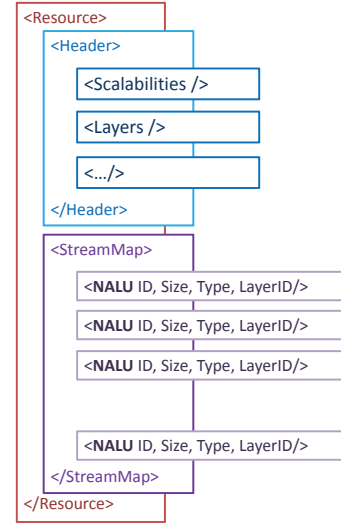 <Resource>
<Header>
<Scalabilities />
<Layers />
<.../>
</Header>
<StreamMap>
<NALU ID, Size, Type, LayerID/>
<NALU ID, Size, Type, LayerID/>
<NALU ID, Size, Type, LayerID/>
<NALU ID, Size, Type, LayerID/>
</StreamMap>
</Resource>